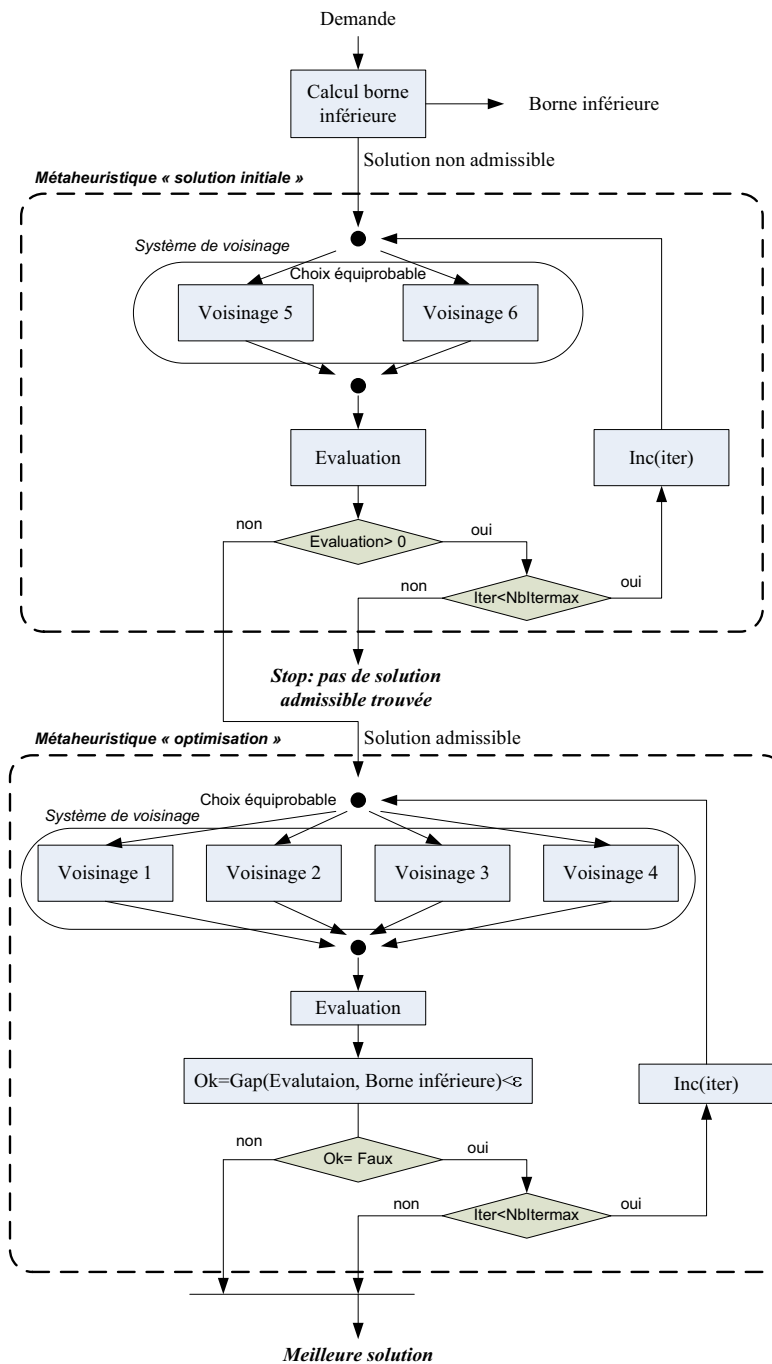 Demande
Calcul borne
inférieure
Borne inférieure
Solution non admissible
Métaheuristique « solution initiale »
Système de voisinage
Choix équiprobable
Voisinage 5
Voisinage 6
Evaluation
Inc(iter)
non
Evaluation> 0
oui
non
Iter<NbItermax
oui
Stop: pas de solution
admissible trouvée
Métaheuristique « optimisation »
Solution admissible
Choix équiprobable
Système de voisinage
Voisinage 1
Voisinage 2
Voisinage 3
Voisinage 4
Evaluation
Ok=Gap(Evalutaion, Borne inférieure)<ε
Inc(iter)
non
Ok= Faux
oui
non
Iter<NbItermax
oui
Meilleure solution